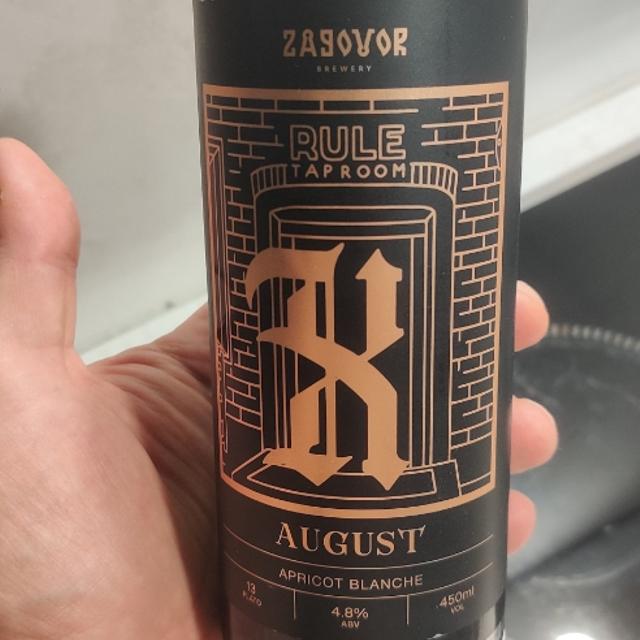 ZAGOVOR
BREWERY
RULE
TAPROOM
X
AUGUST
APRICOT BLANCHE
13
PLATO
4.8%
ABV
450ml
VOL